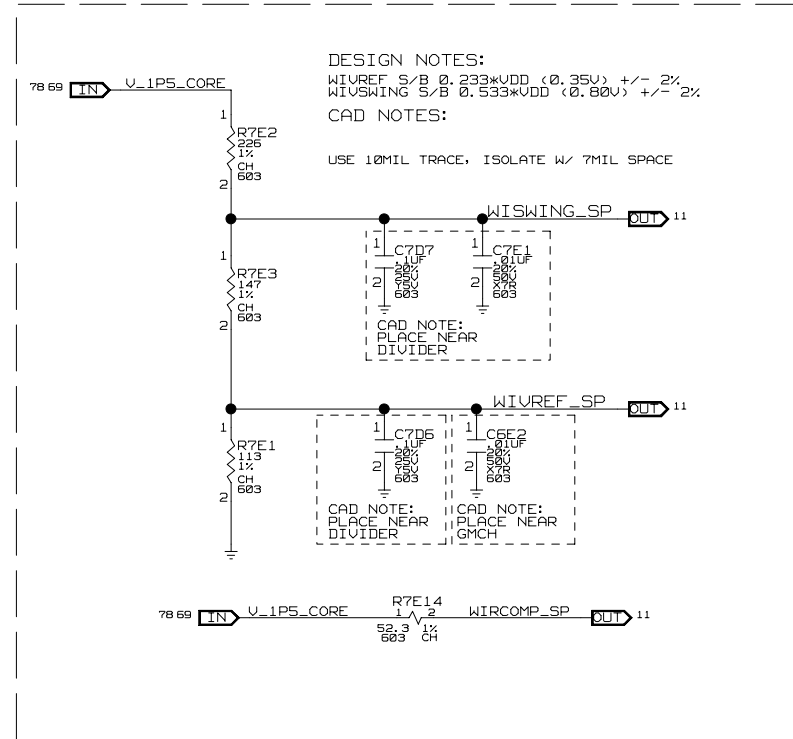 DESIGN NOTES:
WIVREF S/B 0.233*VDD (0.35V) +/- 2%
WIVSWING S/B 0.533*VDD (0.80V) +/- 2%
CAD NOTES:
USE 10MIL TRACE, ISOLATE W/ 7MIL SPACE
78 69 IN V_1P5_CORE
1
R7E2
226
1%
CH
603
2
WISWING_SP OUT 11
1
R7E3
147
1%
CH
603
2
1
C7D7
.1UF
20%
25V
Y5V
603
2
1
C7E1
.01UF
20%
50V
X7R
603
2
CAD NOTE:
PLACE NEAR
DIVIDER
WIVREF_SP OUT 11
1
R7E1
113
1%
CH
603
2
1
C7D6
.1UF
20%
25V
Y5V
603
2
CAD NOTE:
PLACE NEAR
DIVIDER
1
C6E2
.01UF
20%
50V
X7R
603
2
CAD NOTE:
PLACE NEAR
GMCH
78 69 IN V_1P5_CORE
R7E14
1 2
52.3 1%
603 CH
WIRCOMP_SP OUT 11